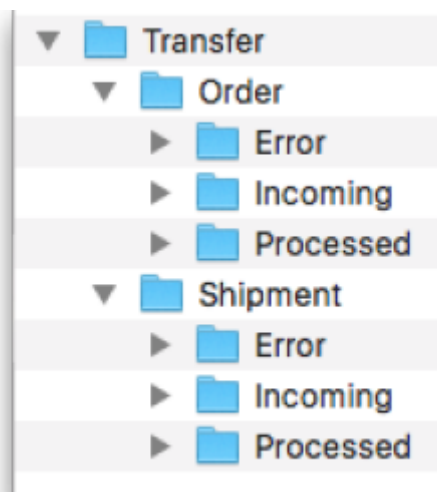 Transfer
Order
Error
Incoming
Processed
Shipment
Error
Incoming
Processed